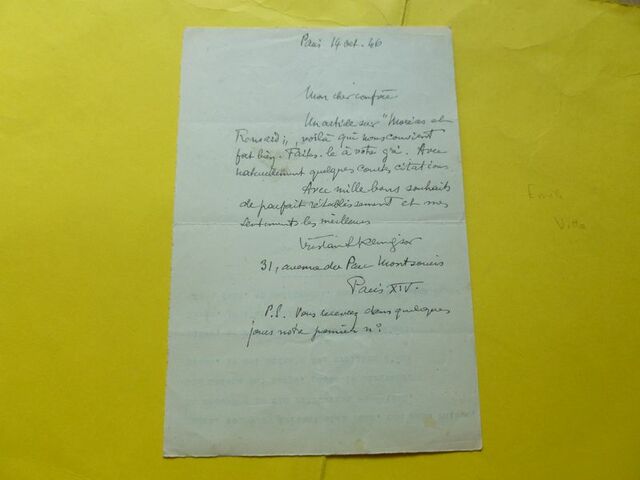 Paris 14 oct. 46
Mon cher confrère
Un article sur "Moréas et
Ronsard", voilà qui nous convient
fort bien. Faites-le à votre gré. Avec
naturellement quelques courtes citations.
Avec mille bons souhaits
de parfait rétablissement et mes
sentiments les meilleurs
Tristan Klingsor
31, avenue du Parc Montsouris
Paris XIV.
P.S. Vous recevrez dans quelques
jours notre premier n°
Emile